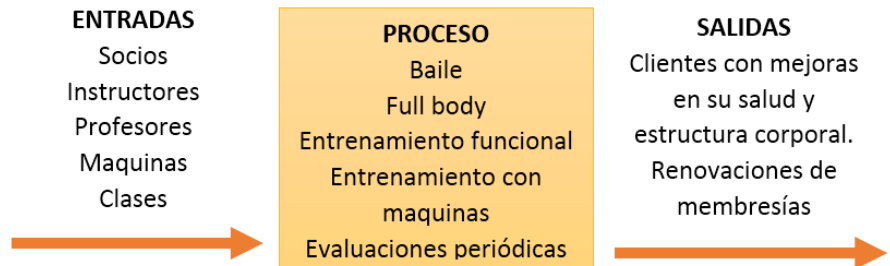 ENTRADAS
Socios
Instructores
Profesores
Maquinas
Clases
PROCESO
Baile
Full body
Entrenamiento funcional
Entrenamiento con
maquinas
Evaluaciones periódicas
SALIDAS
Clientes con mejoras
en su salud y
estructura corporal.
Renovaciones de
membresías